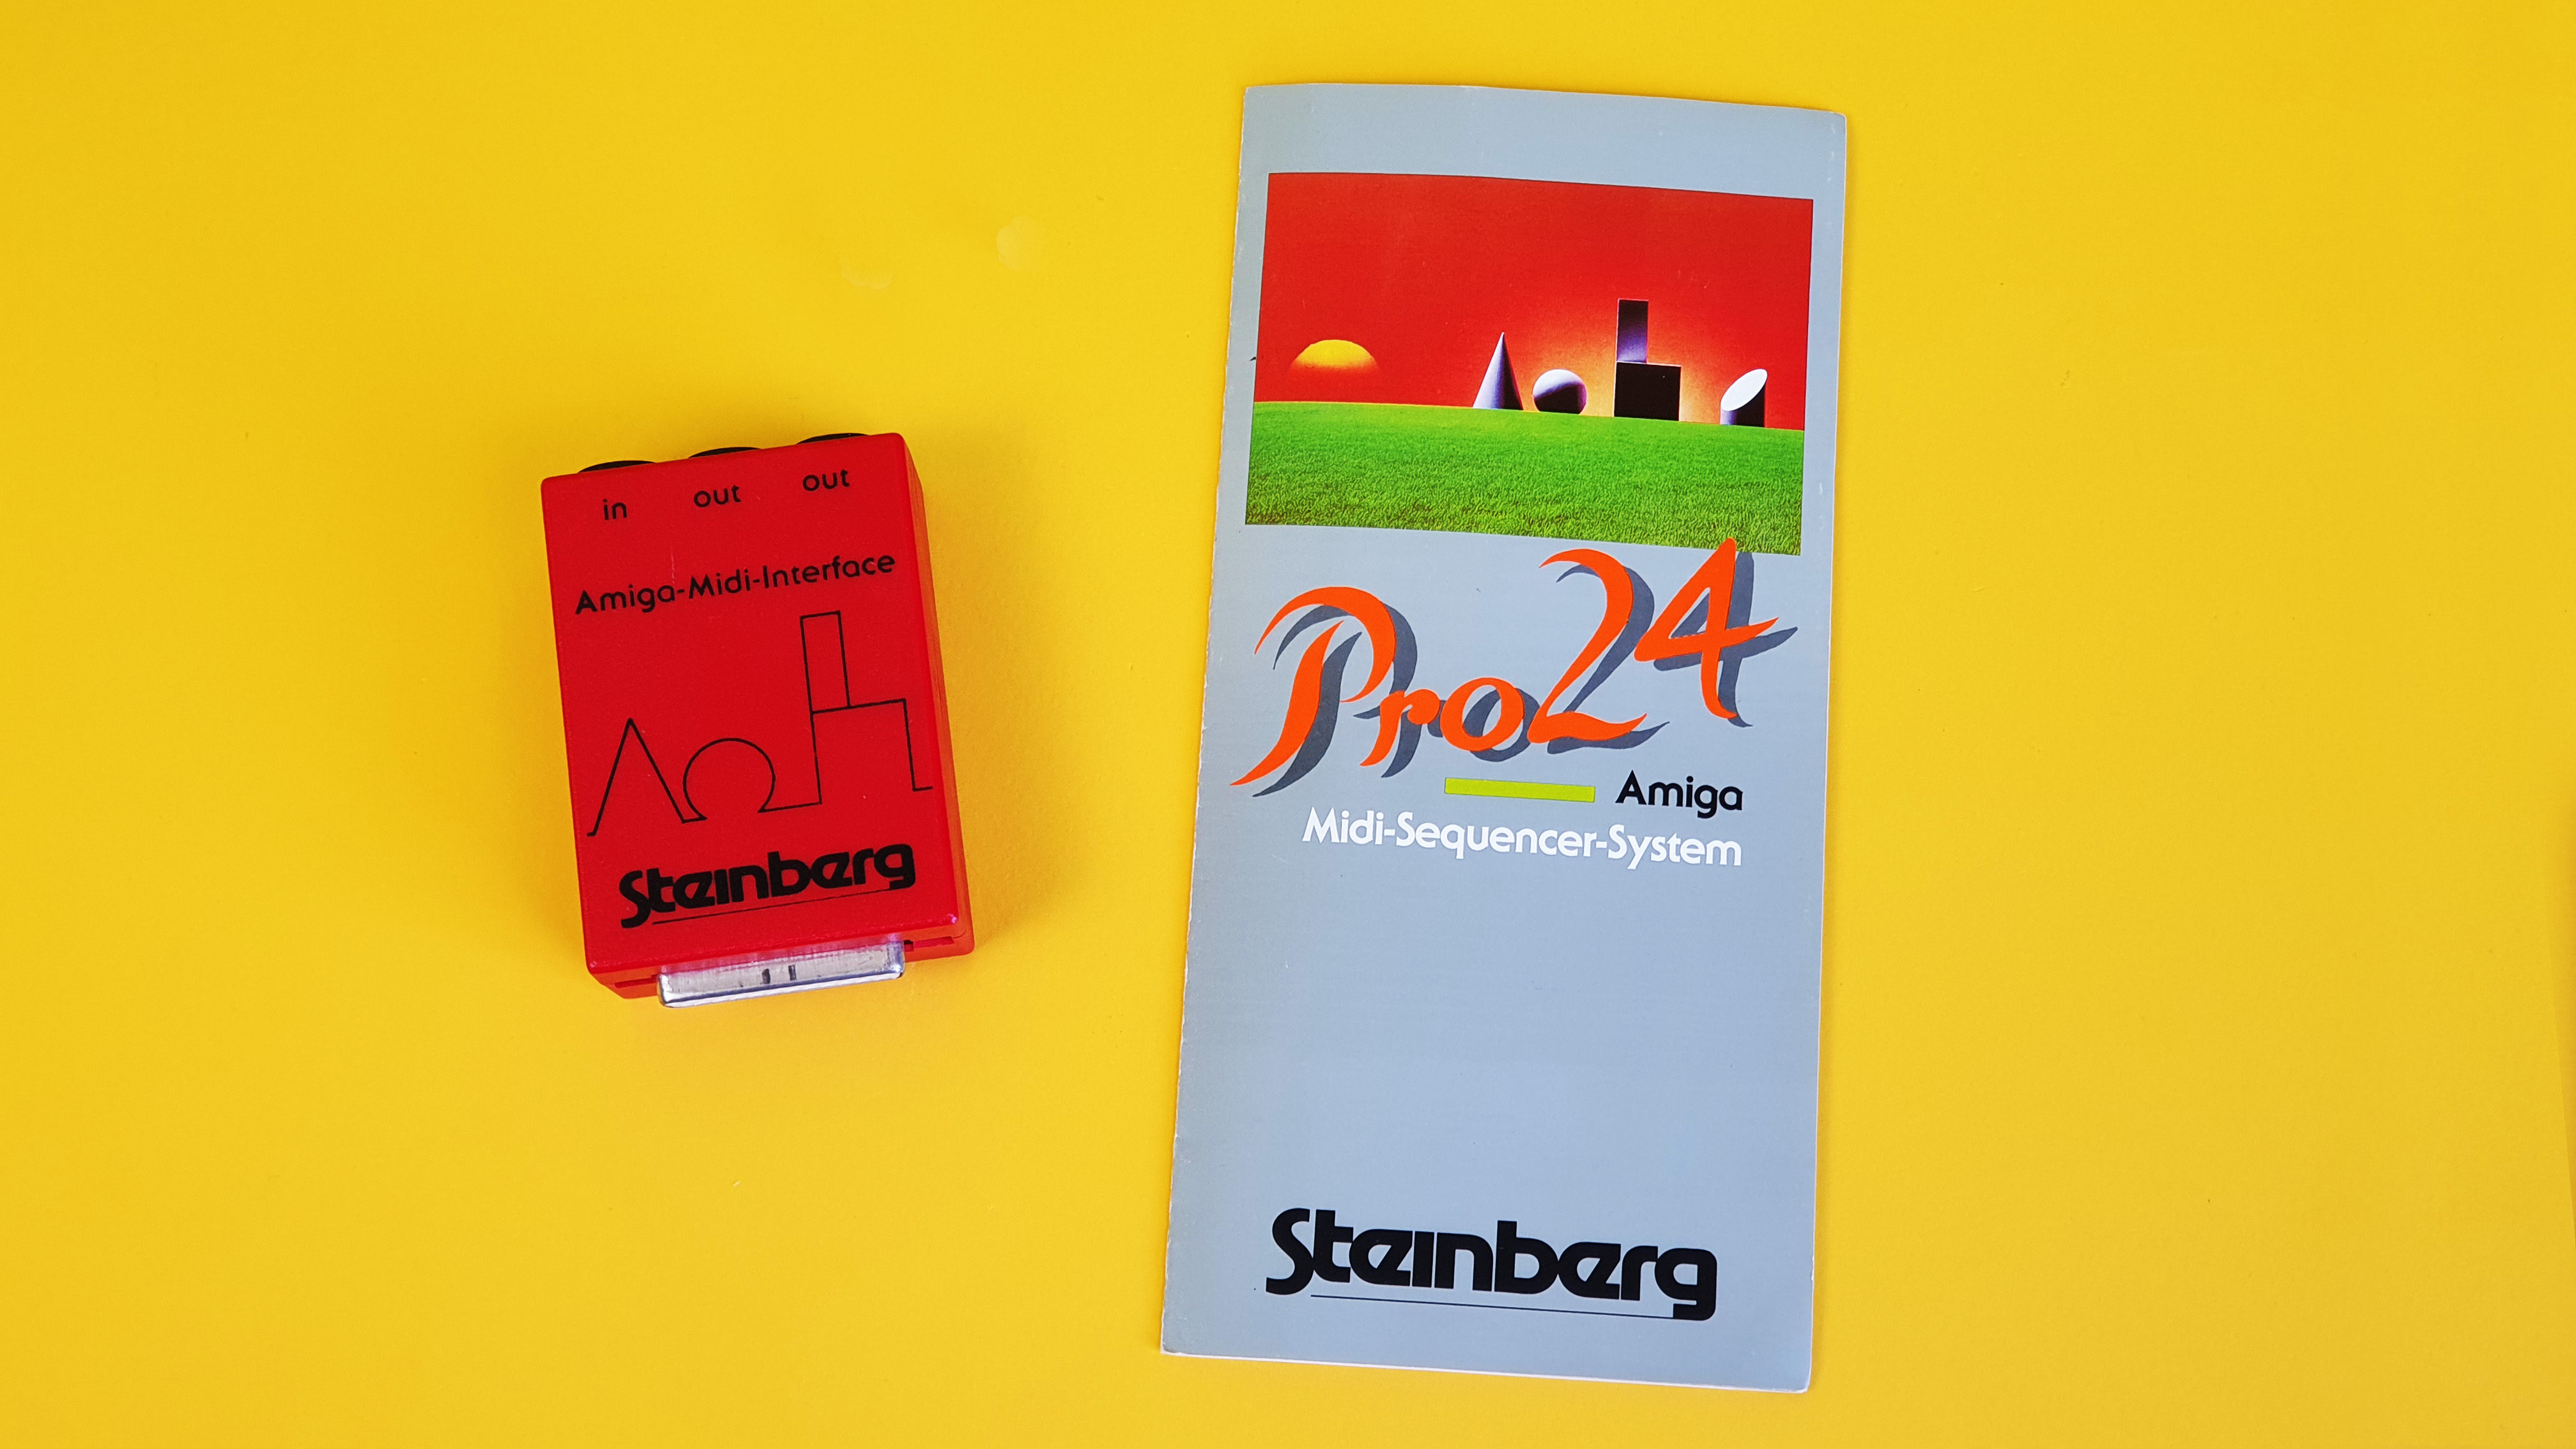 in out out
Amiga-Midi-Interface
Steinberg
Pro24
Amiga
Midi-Sequencer-System
Steinberg